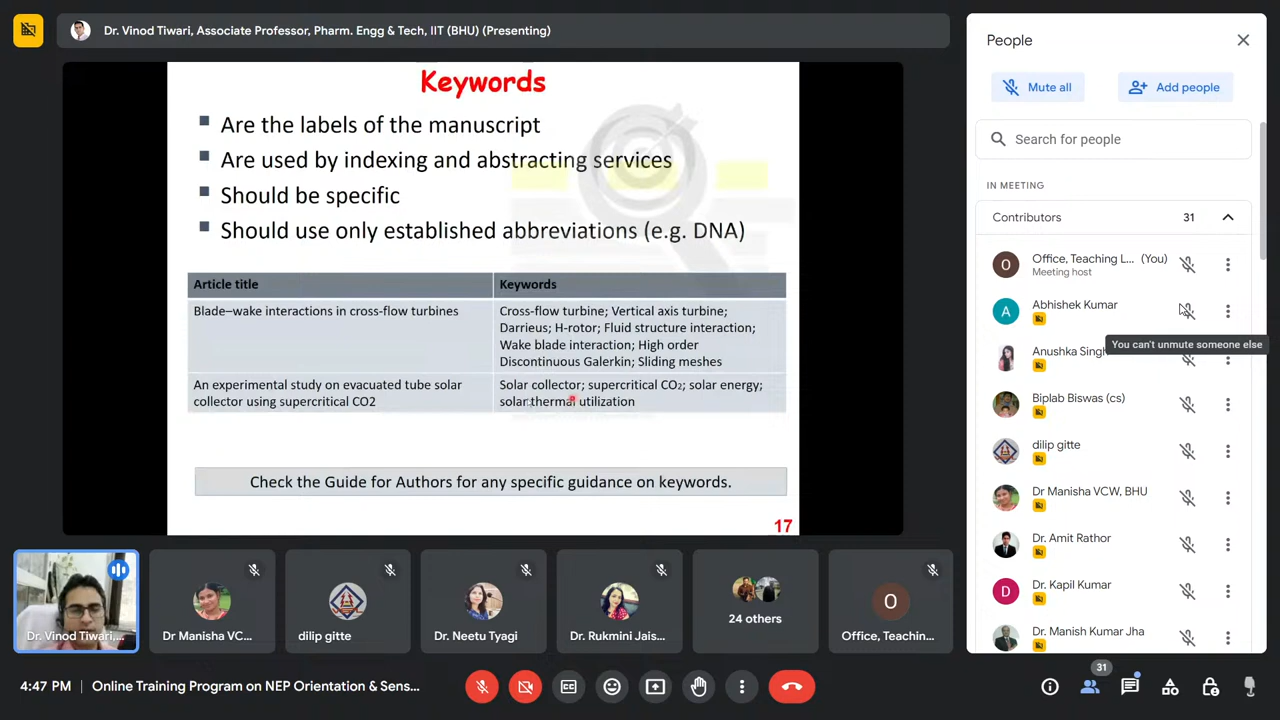 Dr. Vinod Tiwari, Associate Professor, Pharm. Engg & Tech, IIT (BHU) (Presenting)
Keywords
Are the labels of the manuscript
Are used by indexing and abstracting services
Should be specific
Should use only established abbreviations (e.g. DNA)
Article title
Keywords
Blade–wake interactions in cross-flow turbines
Cross-flow turbine; Vertical axis turbine;
Darrieus; H-rotor; Fluid structure interaction;
Wake blade interaction; High order
Discontinuous Galerkin; Sliding meshes
An experimental study on evacuated tube solar
collector using supercritical CO2
Solar collector; supercritical CO₂; solar energy;
solar thermal utilization
Check the Guide for Authors for any specific guidance on keywords.
17
Dr. Vinod Tiwari,...
Dr Manisha VC...
dilip gitte
Dr. Neetu Tyagi
Dr. Rukmini Jais...
24 others
O
Office, Teachin...
4:47 PM
Online Training Program on NEP Orientation & Sens...
People
Mute all
Add people
Search for people
IN MEETING
Contributors
31
O
Office, Teaching L... (You)
Meeting host
A
Abhishek Kumar
You can't unmute someone else
Anushka Singh
Biplab Biswas (cs)
dilip gitte
Dr Manisha VCW, BHU
Dr. Amit Rathor
D
Dr. Kapil Kumar
Dr. Manish Kumar Jha
31